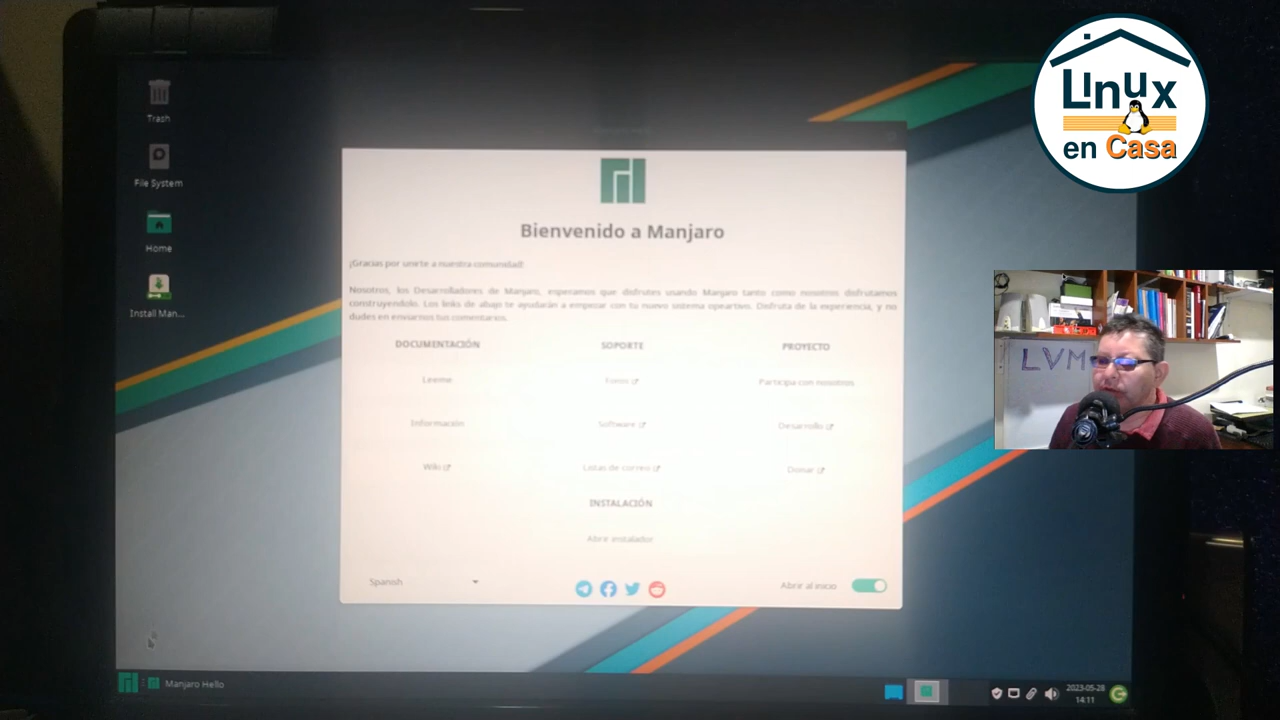 Linux
en Casa
Trash
File System
Home
Install Man...
Bienvenido a Manjaro
¡Gracias por unirte a nuestra comunidad!
Nosotros, los Desarrolladores de Manjaro, esperamos que disfrutes usando Manjaro tanto como nosotros disfrutamos
construyendolo. Los links de abajo te ayudarán a empezar con tu nuevo sistema opeartivo. Disfruta de la experiencia, y no
dudes en enviarnos tus comentarios.
DOCUMENTACIÓN SOPORTE PROYECTO
Leeme Foros Participa con nosotros
Información Software Desarrollo
Wiki Listas de correo Donar
INSTALACIÓN
Abrir instalador
Spanish Abrir al inicio
LVM
Manjaro Hello
2023-05-28
14:11